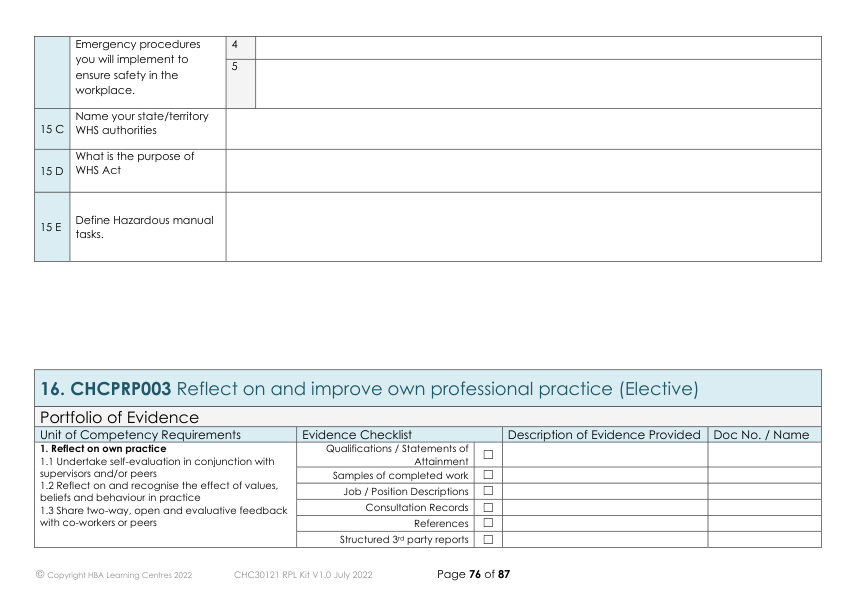 Emergency procedures
you will implement to
ensure safety in the
workplace.
4
5
15 C
Name your state/territory
WHS authorities
15 D
What is the purpose of
WHS Act
15 E
Define Hazardous manual
tasks.
16. CHCPRP003 Reflect on and improve own professional practice (Elective)
Portfolio of Evidence
Unit of Competency Requirements
Evidence Checklist
Description of Evidence Provided
Doc No. / Name
1. Reflect on own practice
1.1 Undertake self-evaluation in conjunction with
supervisors and/or peers
1.2 Reflect on and recognise the effect of values,
beliefs and behaviour in practice
1.3 Share two-way, open and evaluative feedback
with co-workers or peers
Qualifications / Statements of
Attainment
☐
Samples of completed work
☐
Job / Position Descriptions
☐
Consultation Records
☐
References
☐
Structured 3rd party reports
☐
© Copyright HBA Learning Centres 2022
CHC30121 RPL Kit V1.0 July 2022
Page 76 of 87